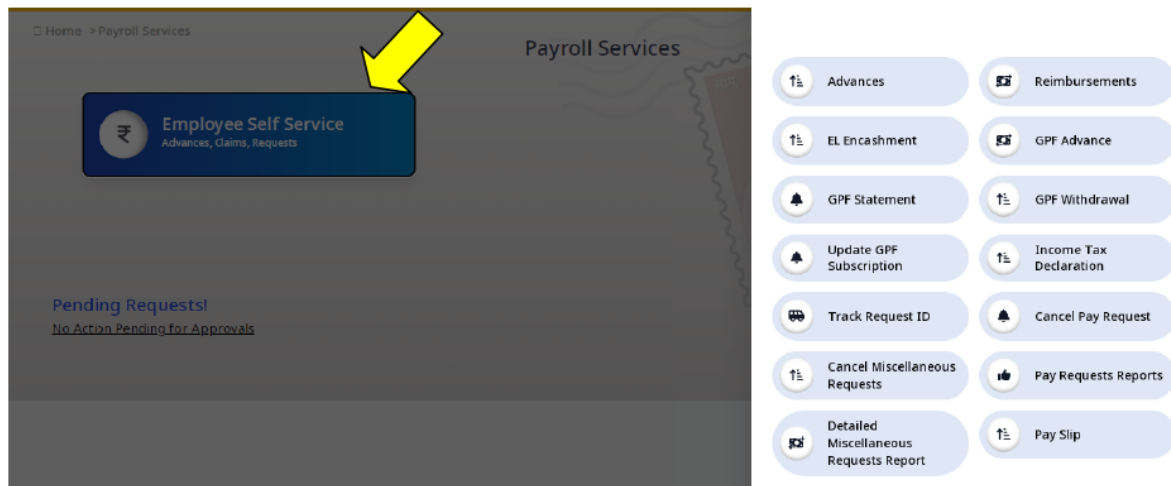 Home > Payroll Services
Payroll Services
₹
Employee Self Service
Advances, Claims, Requests
Pending Requests!
No Action Pending for Approvals
Advances
Reimbursements
EL Encashment
GPF Advance
GPF Statement
GPF Withdrawal
Update GPF
Subscription
Income Tax
Declaration
Track Request ID
Cancel Pay Request
Cancel Miscellaneous
Requests
Pay Requests Reports
Detailed
Miscellaneous
Requests Report
Pay Slip